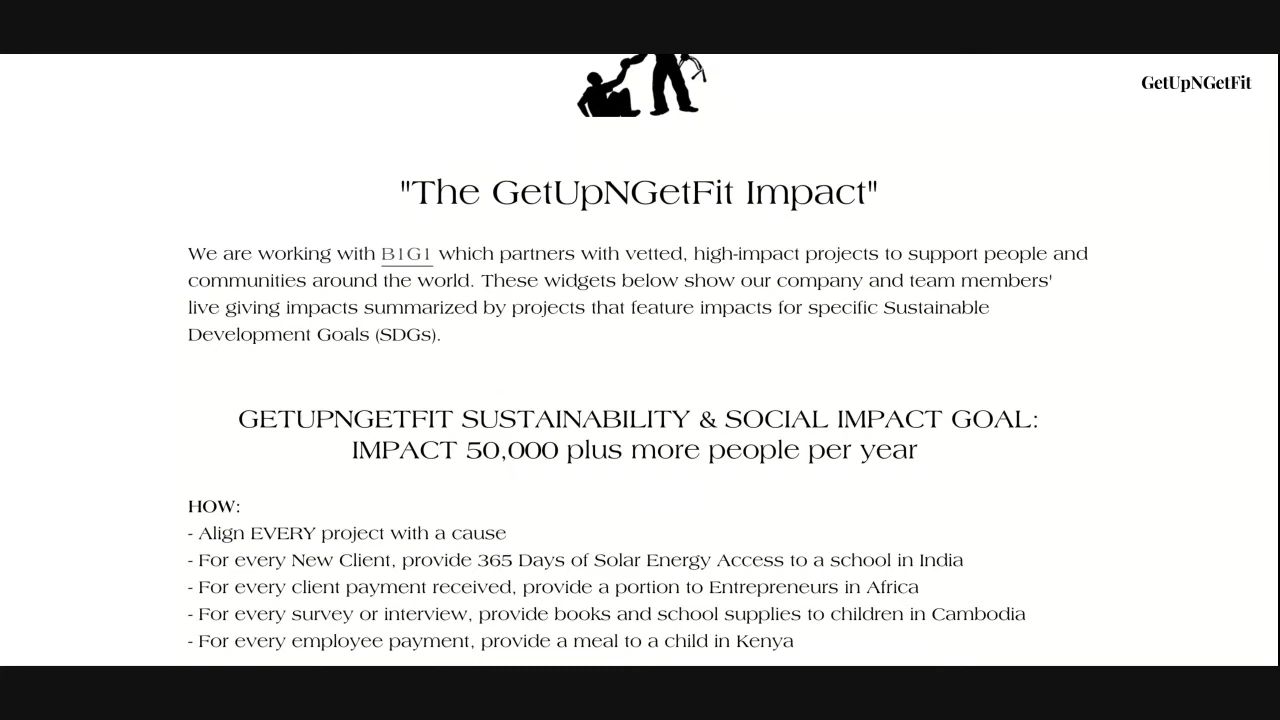 GetUpNGetFit
"The GetUpNGetFit Impact"
We are working with B1G1 which partners with vetted, high-impact projects to support people and
communities around the world. These widgets below show our company and team members'
live giving impacts summarized by projects that feature impacts for specific Sustainable
Development Goals (SDGs).
GETUPNGETFIT SUSTAINABILITY & SOCIAL IMPACT GOAL:
IMPACT 50,000 plus more people per year
HOW:
- Align EVERY project with a cause
- For every New Client, provide 365 Days of Solar Energy Access to a school in India
- For every client payment received, provide a portion to Entrepreneurs in Africa
- For every survey or interview, provide books and school supplies to children in Cambodia
- For every employee payment, provide a meal to a child in Kenya